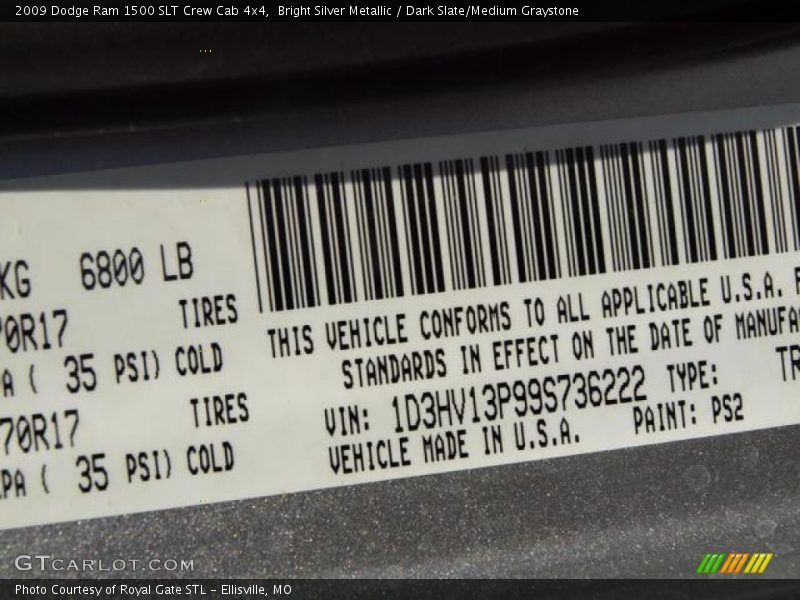 2009 Dodge Ram 1500 SLT Crew Cab 4x4,  Bright Silver Metallic / Dark Slate/Medium Graystone
KG 6800 LB
70R17 TIRES
PA ( 35 PSI) COLD
70R17 TIRES
PA ( 35 PSI) COLD
THIS VEHICLE CONFORMS TO ALL APPLICABLE U.S.A. F
STANDARDS IN EFFECT ON THE DATE OF MANUFA
VIN: 1D3HV13P99S736222 TYPE: TR
VEHICLE MADE IN U.S.A. PAINT: PS2
GTCARLOT.COM
Photo Courtesy of Royal Gate STL – Ellisville, MO